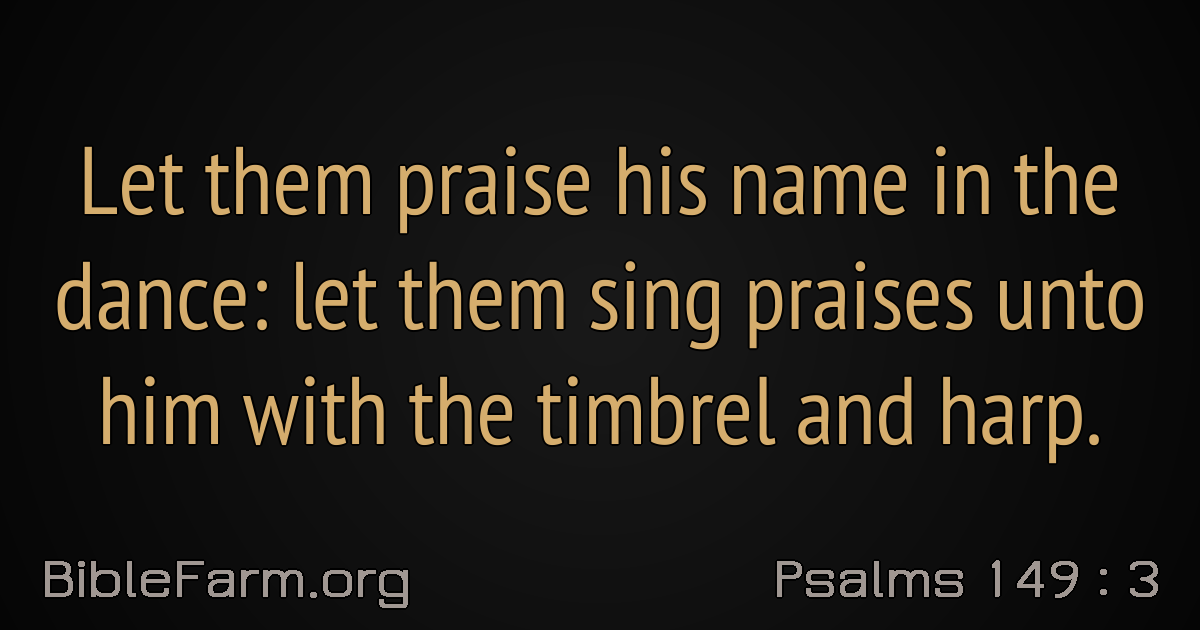 Let them praise his name in the
dance: let them sing praises unto
him with the timbrel and harp.
BibleFarm.org
Psalms 149 : 3